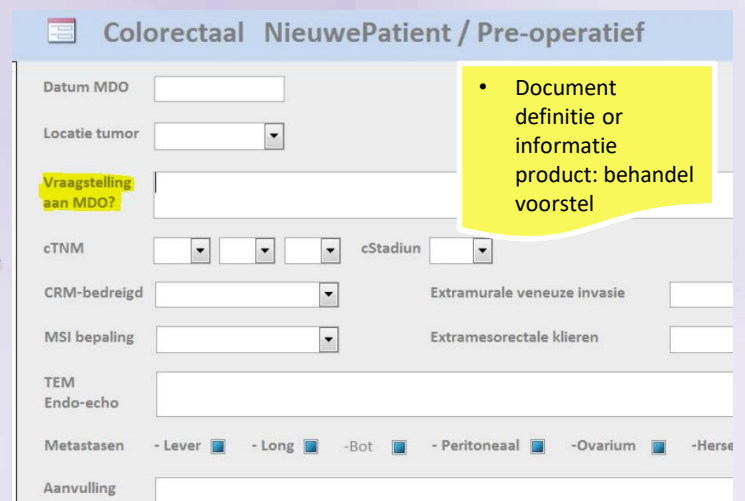 Colorectaal NieuwePatient / Pre-operatief
Datum MDO
Locatie tumor
• Document
definitie or
informatie
product: behandel
voorstel
Vraagstelling
aan MDO?
cTNM cStadiun
CRM-bedreigd Extramurale veneuze invasie
MSI bepaling Extramesorectale klieren
TEM
Endo-echo
Metastasen - Lever - Long -Bot - Peritoneaal -Ovarium -Herse
Aanvulling